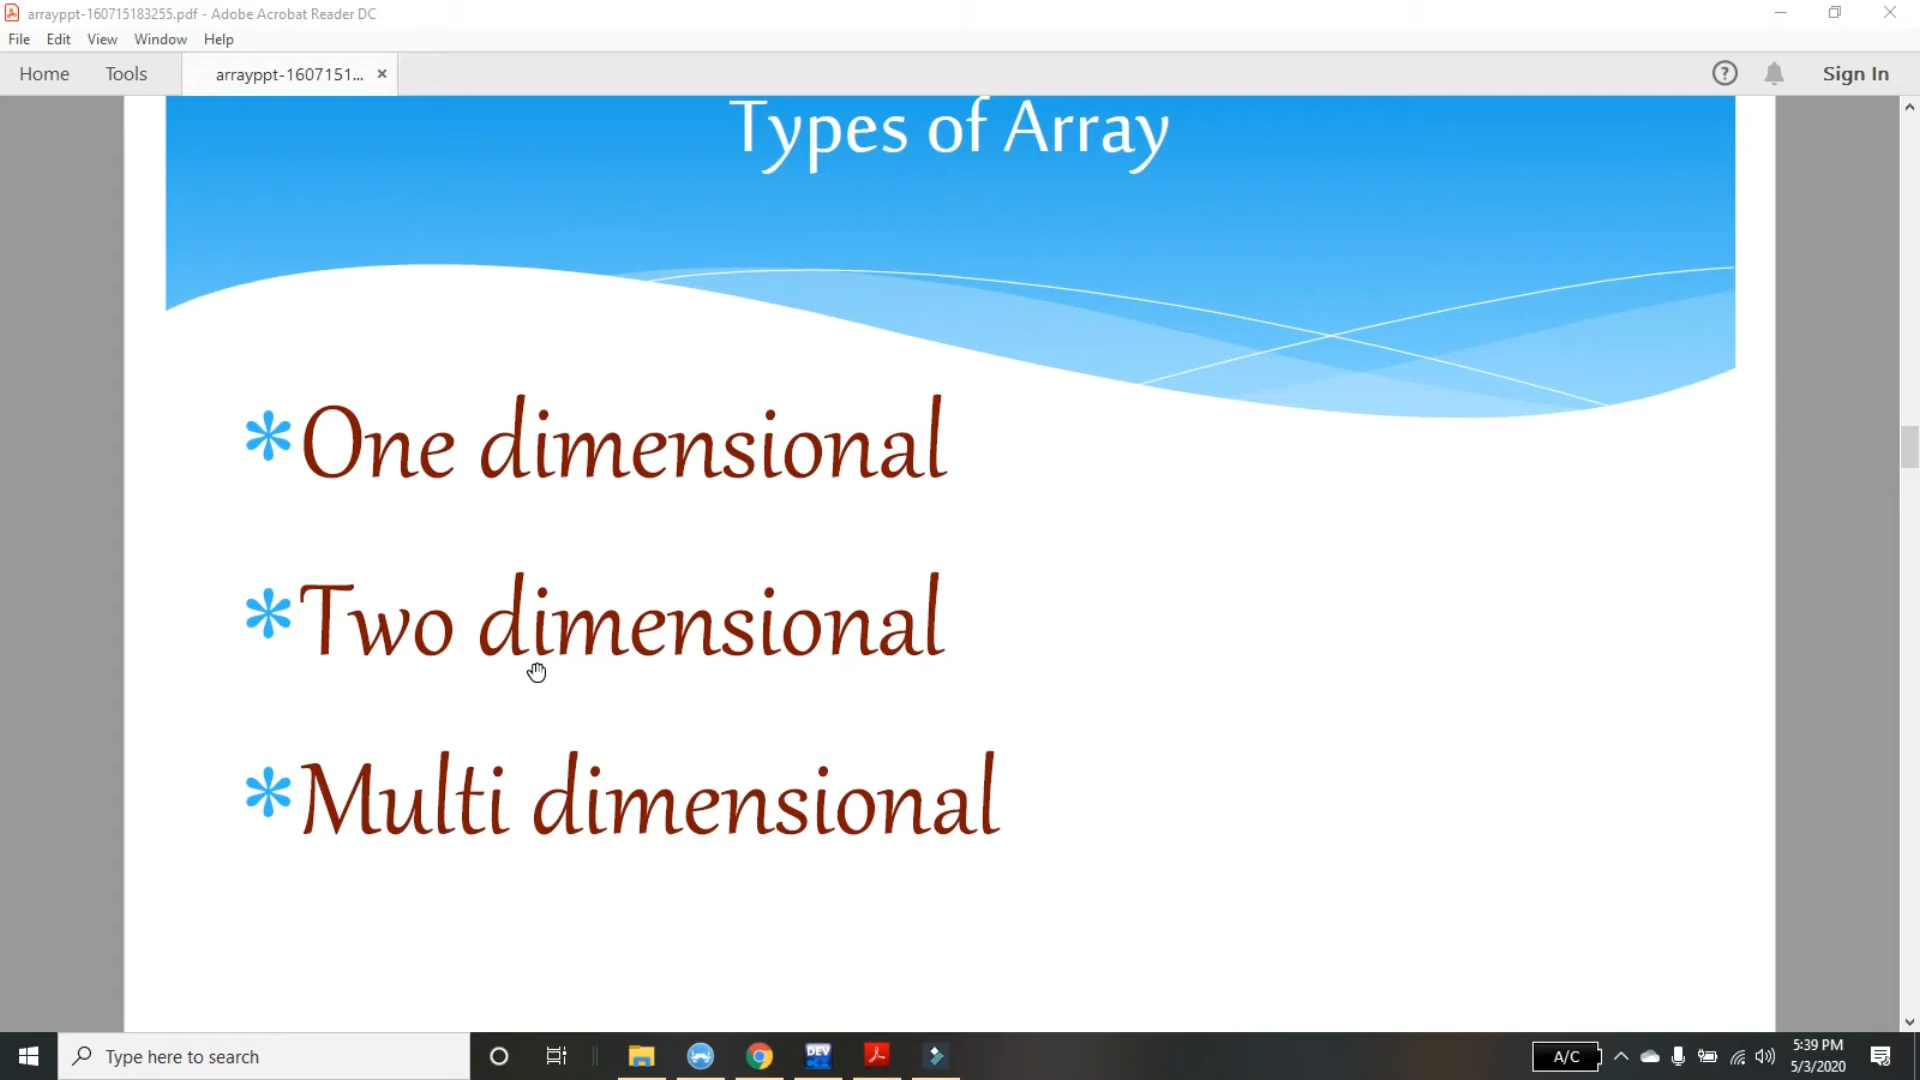 arrayppt-160715183255.pdf - Adobe Acrobat Reader DC
File Edit View Window Help
Home Tools arrayppt-1607151... × ? Sign In
Types of Array
*One dimensional
*Two dimensional
*Multi dimensional
Type here to search
DEV
A/C
5:39 PM
5/3/2020